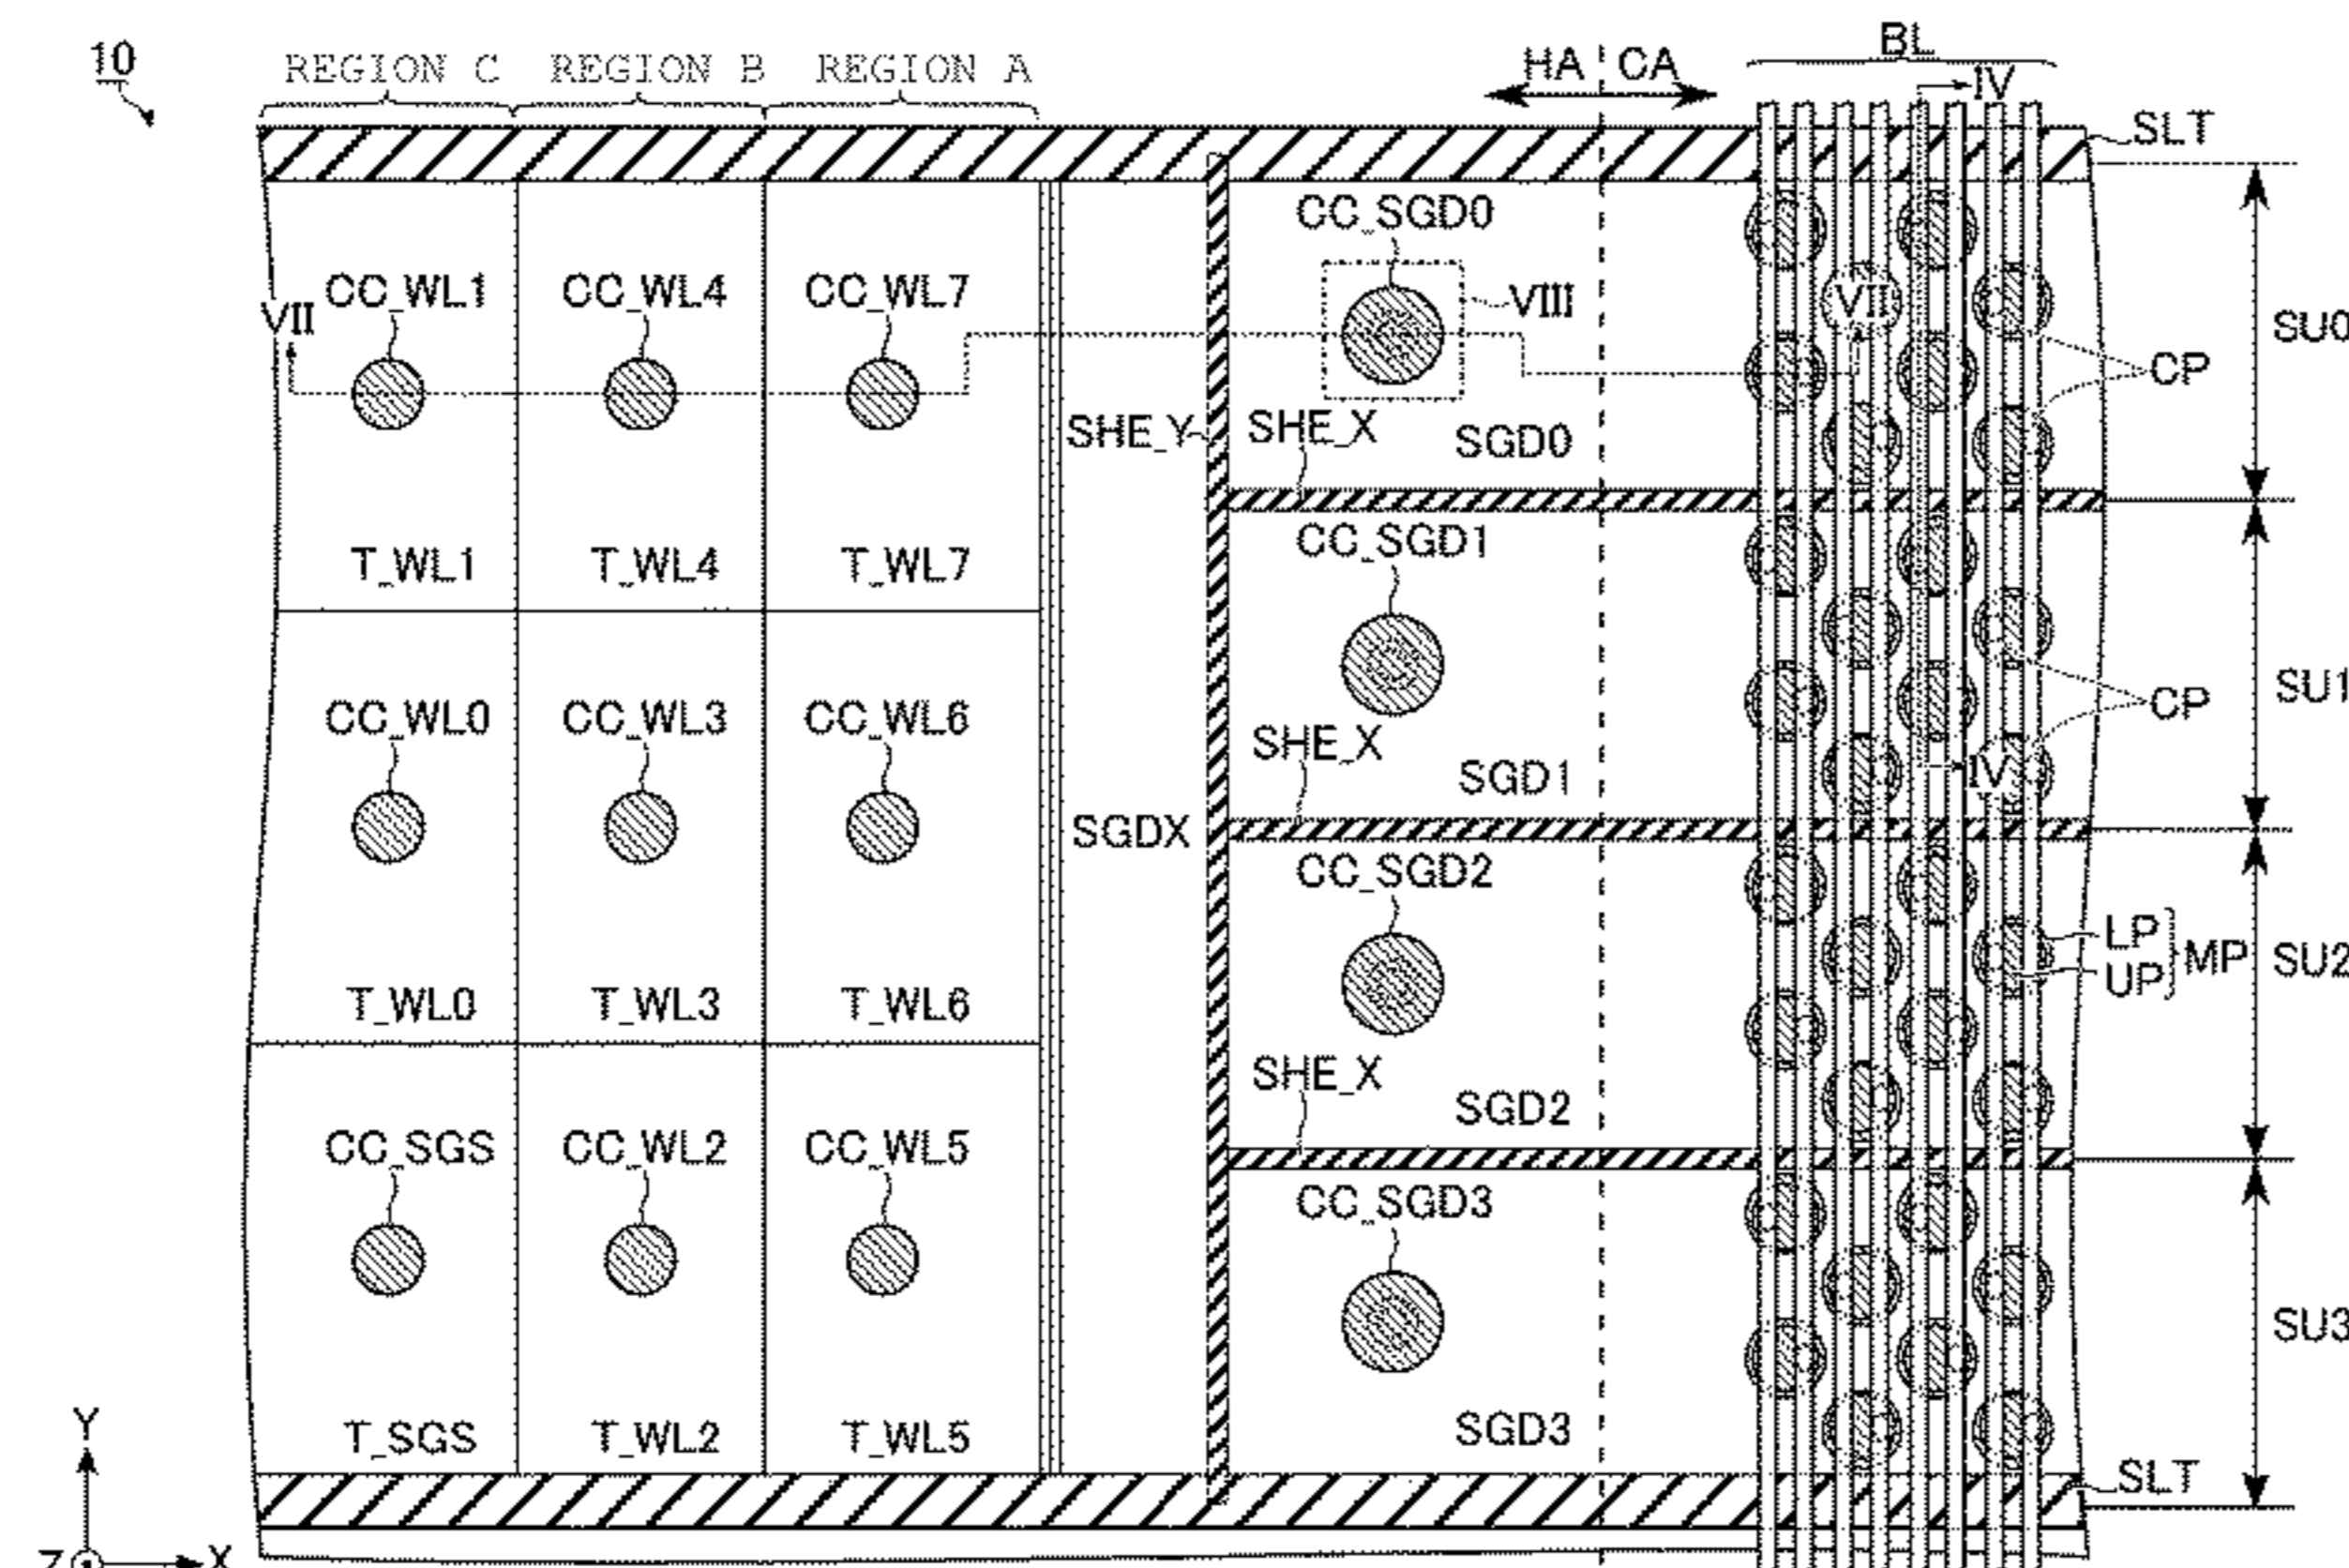 10
REGION C REGION B REGION A
HA CA
BL
IV
SLT
CC_SGD0
CC_WL1 CC_WL4 CC_WL7
VII
VIII
VII
SU0
CP
SHE_Y
SHE_X
SGD0
CC_SGD1
T_WL1 T_WL4 T_WL7
SU1
CC_WL0 CC_WL3 CC_WL6
CP
SHE_X
SGD1
IV
SGDX
CC_SGD2
LP
UP
MP
SU2
T_WL0 T_WL3 T_WL6
SHE_X
SGD2
CC_SGS CC_WL2 CC_WL5
CC_SGD3
SU3
T_SGS T_WL2 T_WL5
SGD3
SLT
Y
Z
X